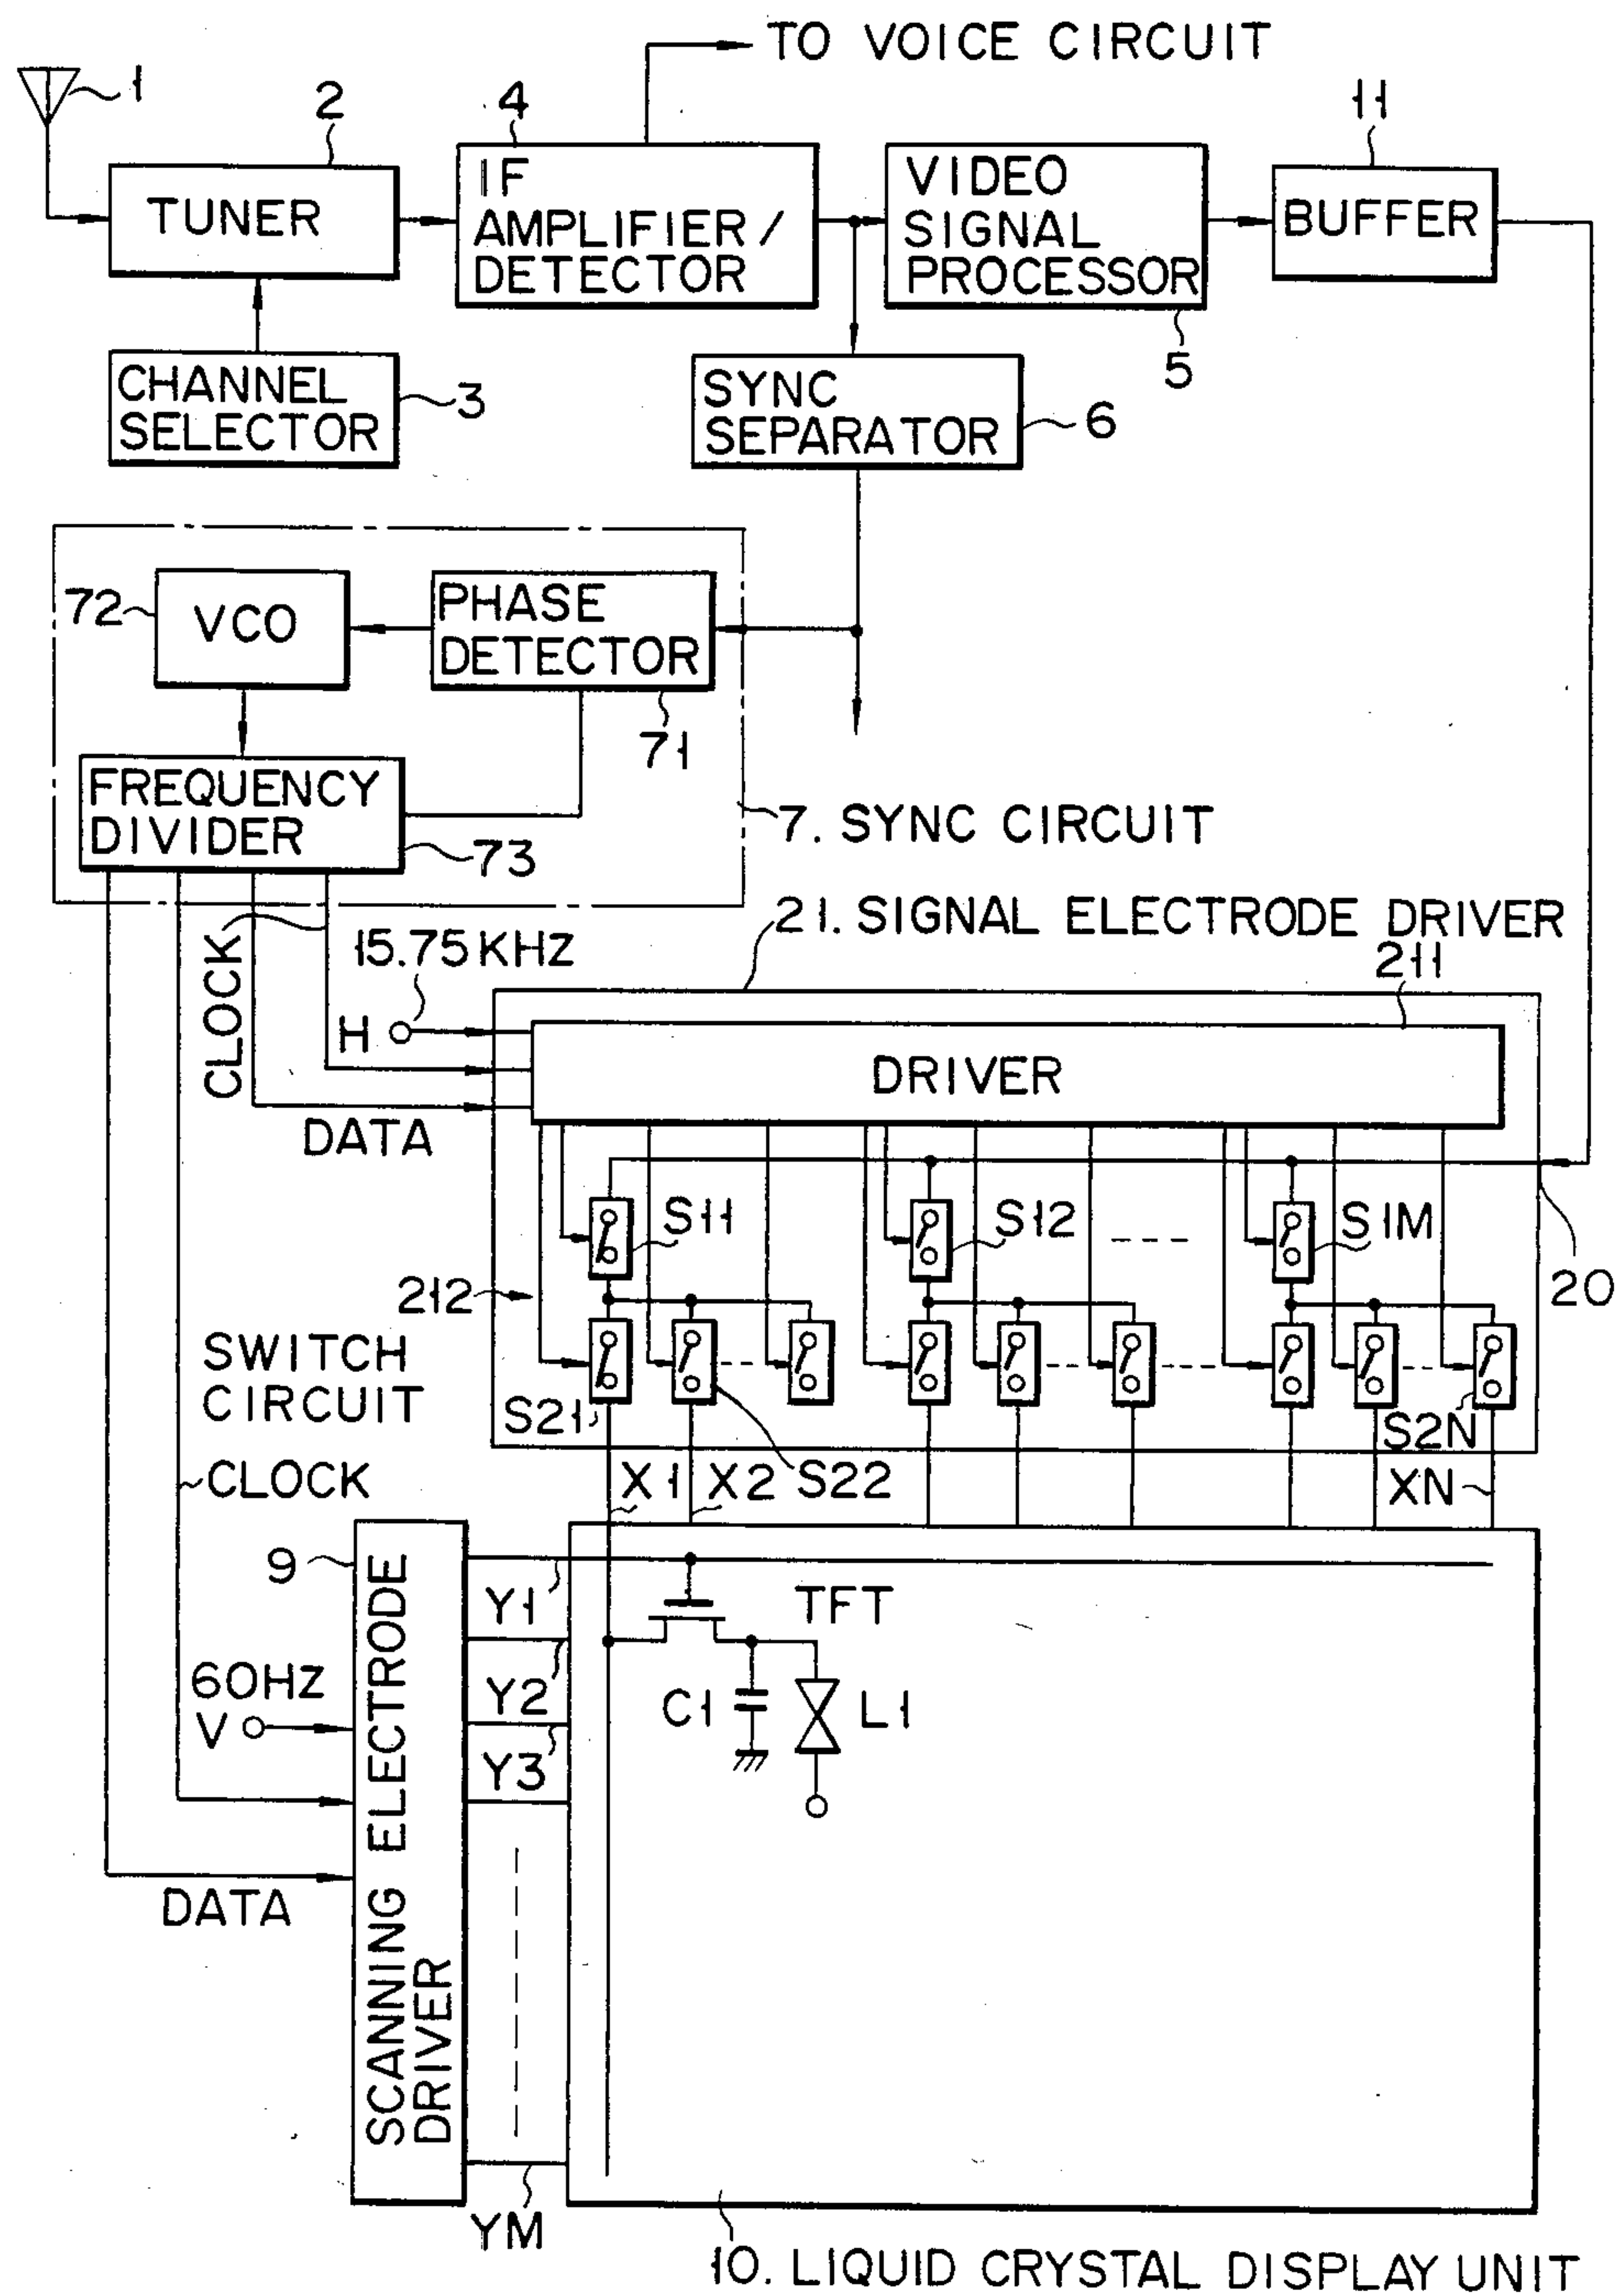 TO VOICE CIRCUIT
1
2
4
11
TUNER
IF
AMPLIFIER/
DETECTOR
VIDEO
SIGNAL
PROCESSOR
BUFFER
5
CHANNEL
SELECTOR
3
SYNC
SEPARATOR
6
72
VCO
PHASE
DETECTOR
71
FREQUENCY
DIVIDER
73
7. SYNC CIRCUIT
21. SIGNAL ELECTRODE DRIVER
CLOCK
15.75KHZ
211
H
DRIVER
DATA
S11
S12
S1M
20
212
SWITCH
CIRCUIT
S21
S2N
CLOCK
X1
X2
S22
XN
9
SCANNING ELECTRODE
DRIVER
Y1
TFT
60HZ
V
Y2
C1
L1
Y3
DATA
YM
10. LIQUID CRYSTAL DISPLAY UNIT